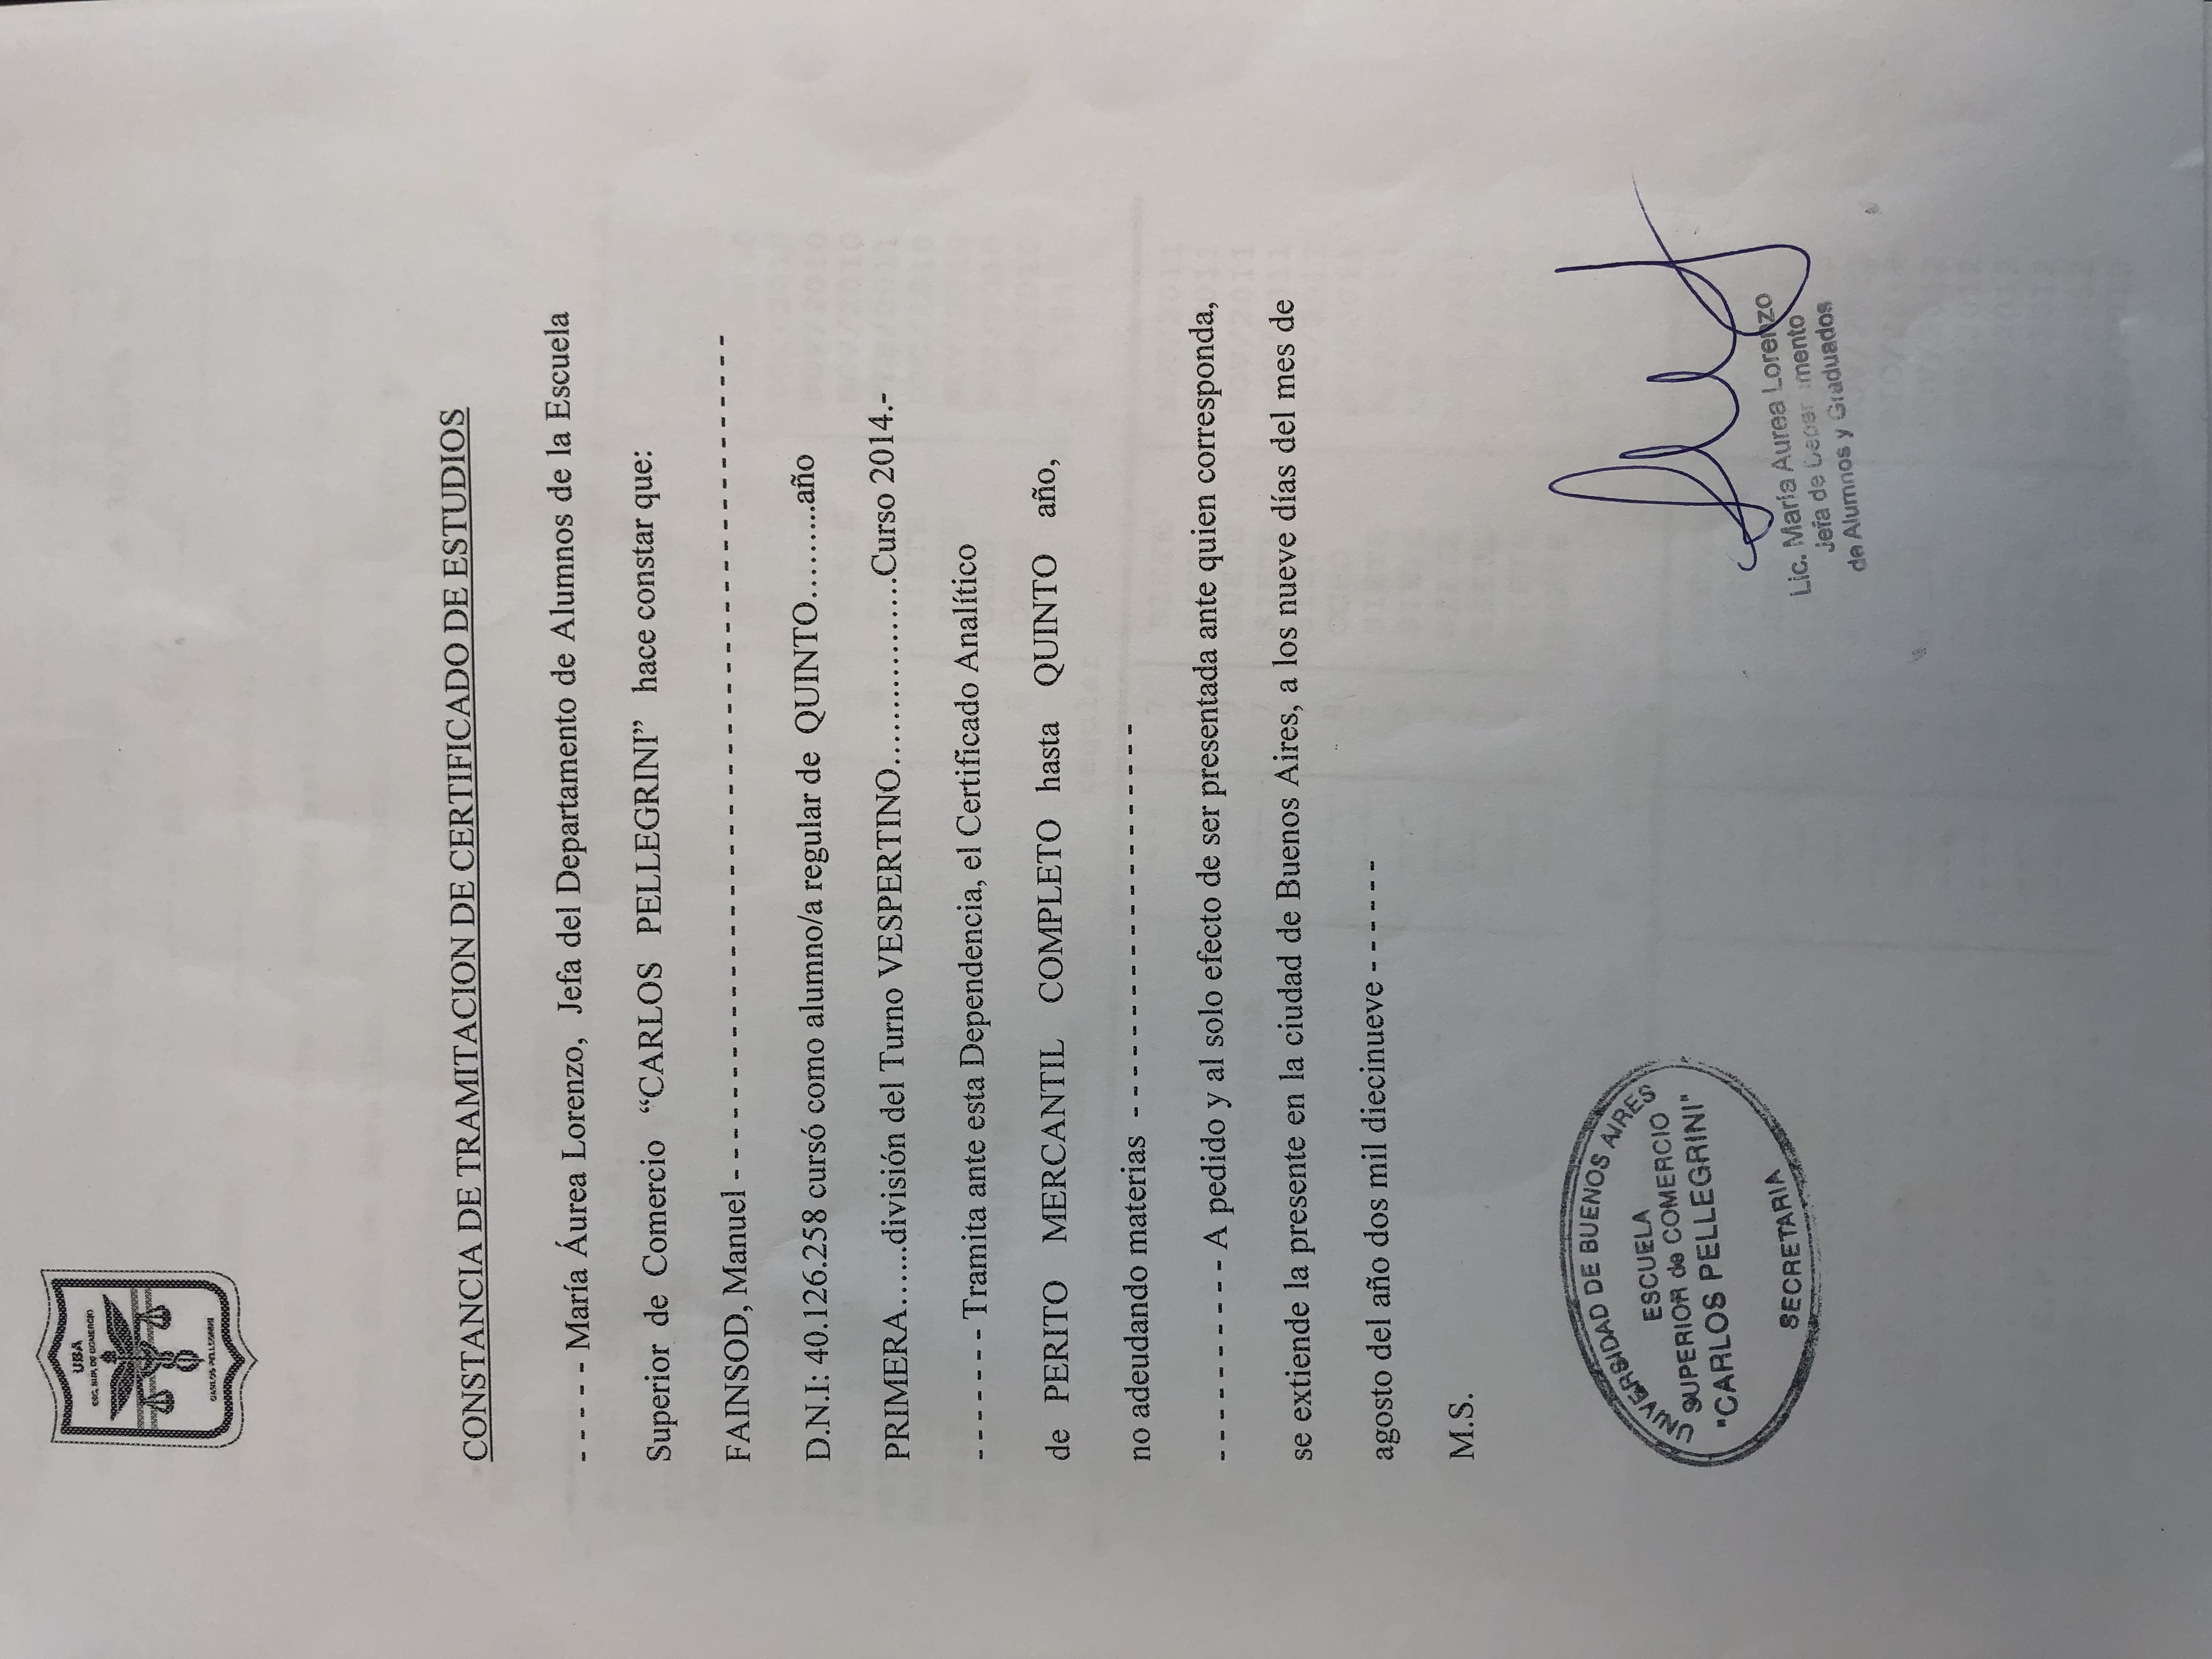 UBA
ESC. SUP. DE COMERCIO
CARLOS PELLEGRINI
CONSTANCIA DE TRAMITACION DE CERTIFICADO DE ESTUDIOS
- - - - - María Áurea Lorenzo, Jefa del Departamento de Alumnos de la Escuela
Superior de Comercio “CARLOS PELLEGRINI” hace constar que:
FAINSOD, Manuel - - - - - - - - - - - - - - - - - - - - - - - - - - - - - - - - - - - - - - - - - -
D.N.I: 40.126.258 cursó como alumno/a regular de QUINTO………año
PRIMERA…...división del Turno VESPERTINO……………..Curso 2014.-
- - - - - - - Tramita ante esta Dependencia, el Certificado Analítico
de PERITO MERCANTIL COMPLETO hasta QUINTO año,
no adeudando materias - - - - - - - - - - - - - - - - - - - -
- - - - - - - - - - A pedido y al solo efecto de ser presentada ante quien corresponda,
se extiende la presente en la ciudad de Buenos Aires, a los nueve días del mes de
agosto del año dos mil diecinueve - - - - - -
M.S.
UNIVERSIDAD DE BUENOS AIRES
ESCUELA
SUPERIOR de COMERCIO
"CARLOS PELLEGRINI"
SECRETARIA
Lic. María Aurea Lorenzo
Jefa de Departamento
de Alumnos y Graduados